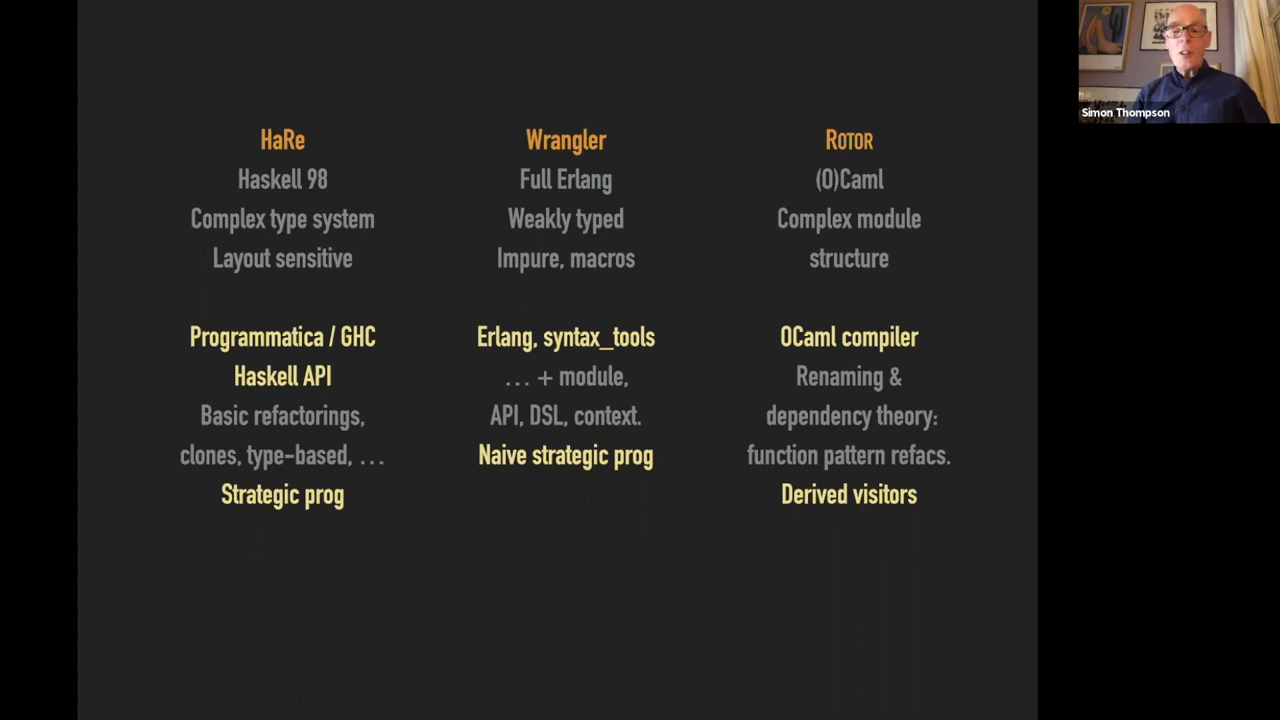 HaRe
Haskell 98
Complex type system
Layout sensitive
Programmatica / GHC
Haskell API
Basic refactorings,
clones, type-based, …
Strategic prog
Wrangler
Full Erlang
Weakly typed
Impure, macros
Erlang, syntax_tools
… + module,
API, DSL, context.
Naive strategic prog
ROTOR
(O)Caml
Complex module
structure
OCaml compiler
Renaming &
dependency theory:
function pattern refacs.
Derived visitors
Simon Thompson